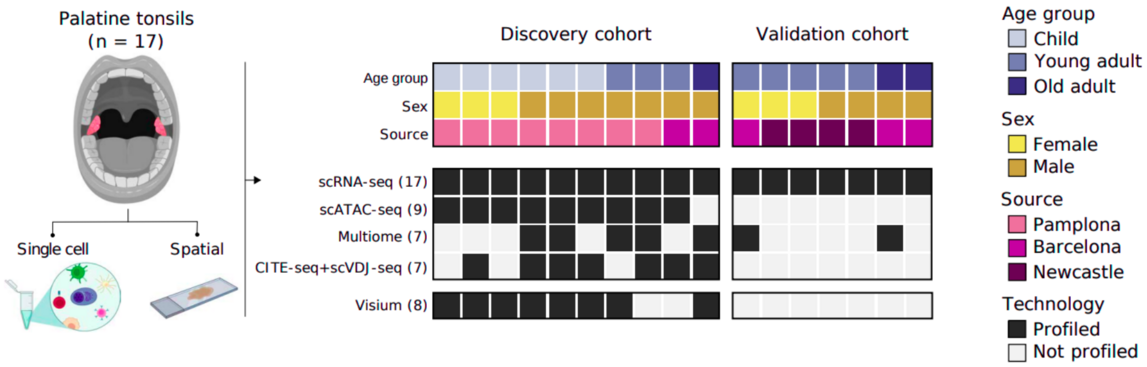 Palatine tonsils
(n = 17)
Single cell
Spatial
Discovery cohort
Validation cohort
Age group
Sex
Source
scRNA-seq (17)
scATAC-seq (9)
Multiome (7)
CITE-seq+scVDJ-seq (7)
Visium (8)
Age group
Child
Young adult
Old adult
Sex
Female
Male
Source
Pamplona
Barcelona
Newcastle
Technology
Profiled
Not profiled